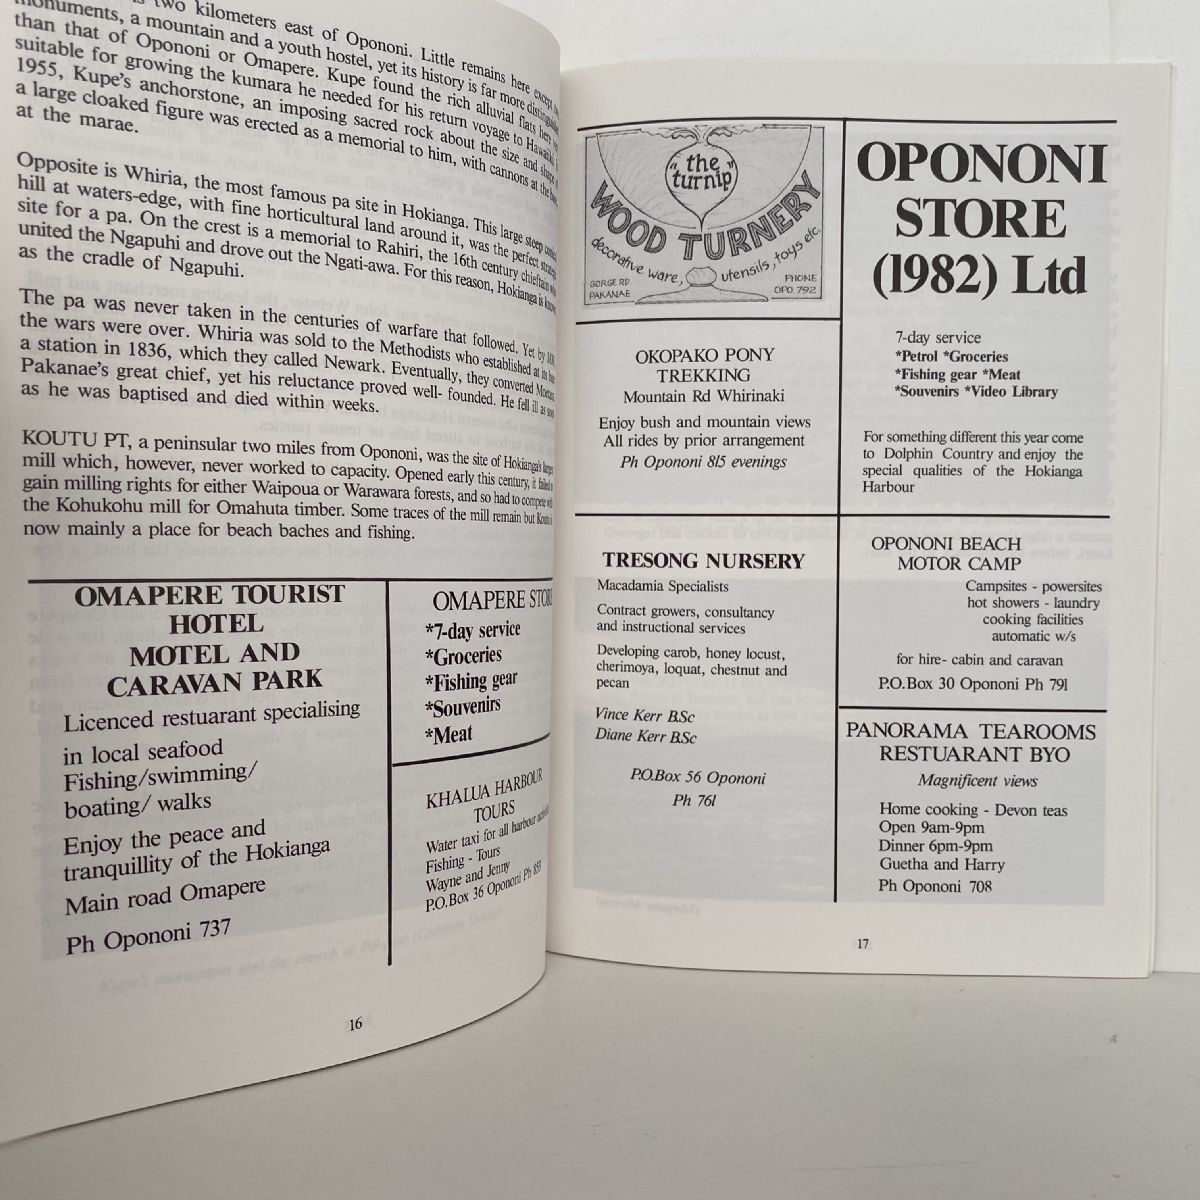 two kilometers east of Opononi. Little remains here except
monuments, a mountain and a youth hostel, yet its history is far more
than that of Opononi or Omapere. Kupe found the rich alluvial flats here
suitable for growing the kumara he needed for his return voyage to Hawaiki.
1955, Kupe's anchorstone, an imposing sacred rock about the size and shape of
a large cloaked figure was erected as a memorial to him, with cannons at the base
at the marae.
Opposite is Whiria, the most famous pa site in Hokianga. This large steep
hill at waters-edge, with fine horticultural land around it, was the perfect
site for a pa. On the crest is a memorial to Rahiri, the 16th century chieftain who
united the Ngapuhi and drove out the Ngati-awa. For this reason, Hokianga is known
as the cradle of Ngapuhi.
The pa was never taken in the centuries of warfare that followed. Yet by
the wars were over. Whiria was sold to the Methodists who established at its base
a station in 1836, which they called Newark. Eventually, they converted
Pakanae's great chief, yet his reluctance proved well- founded. He fell ill as soon
as he was baptised and died within weeks.
KOUTU PT, a peninsular two miles from Opononi, was the site of Hokianga's largest
mill which, however, never worked to capacity. Opened early this century, it failed to
gain milling rights for either Waipoua or Warawara forests, and so had to compete with
the Kohukohu mill for Omahuta timber. Some traces of the mill remain but Koutu is
now mainly a place for beach baches and fishing.
OMAPERE TOURIST
HOTEL
MOTEL AND
CARAVAN PARK
Licenced restuarant specialising
in local seafood
Fishing/swimming/
boating/ walks
Enjoy the peace and
tranquillity of the Hokianga
Main road Omapere
Ph Opononi 737
OMAPERE STORE
*7-day service
*Groceries
*Fishing gear
*Souvenirs
*Meat
KHALUA HARBOUR
TOURS
Water taxi for all harbour
Fishing - Tours
Wayne and Jenny
P.O.Box 36 Opononi Ph 853
16
"the
turnip"
WOOD TURNERY
decorative ware, utensils, toys etc.
GORGE RD
PAKANAE
PHONE
OPO. 792
OKOPAKO PONY
TREKKING
Mountain Rd Whirinaki
Enjoy bush and mountain views
All rides by prior arrangement
Ph Opononi 815 evenings
TRESONG NURSERY
Macadamia Specialists
Contract growers, consultancy
and instructional services
Developing carob, honey locust,
cherimoya, loquat, chestnut and
pecan
Vince Kerr B.Sc
Diane Kerr B.Sc
P.O.Box 56 Opononi
Ph 761
OPONONI
STORE
(1982) Ltd
7-day service
*Petrol *Groceries
*Fishing gear *Meat
*Souvenirs *Video Library
For something different this year come
to Dolphin Country and enjoy the
special qualities of the Hokianga
Harbour
OPONONI BEACH
MOTOR CAMP
Campsites - powersites
hot showers - laundry
cooking facilities
automatic w/s
for hire- cabin and caravan
P.O.Box 30 Opononi Ph 791
PANORAMA TEAROOMS
RESTUARANT BYO
Magnificent views
Home cooking - Devon teas
Open 9am-9pm
Dinner 6pm-9pm
Guetha and Harry
Ph Opononi 708
17